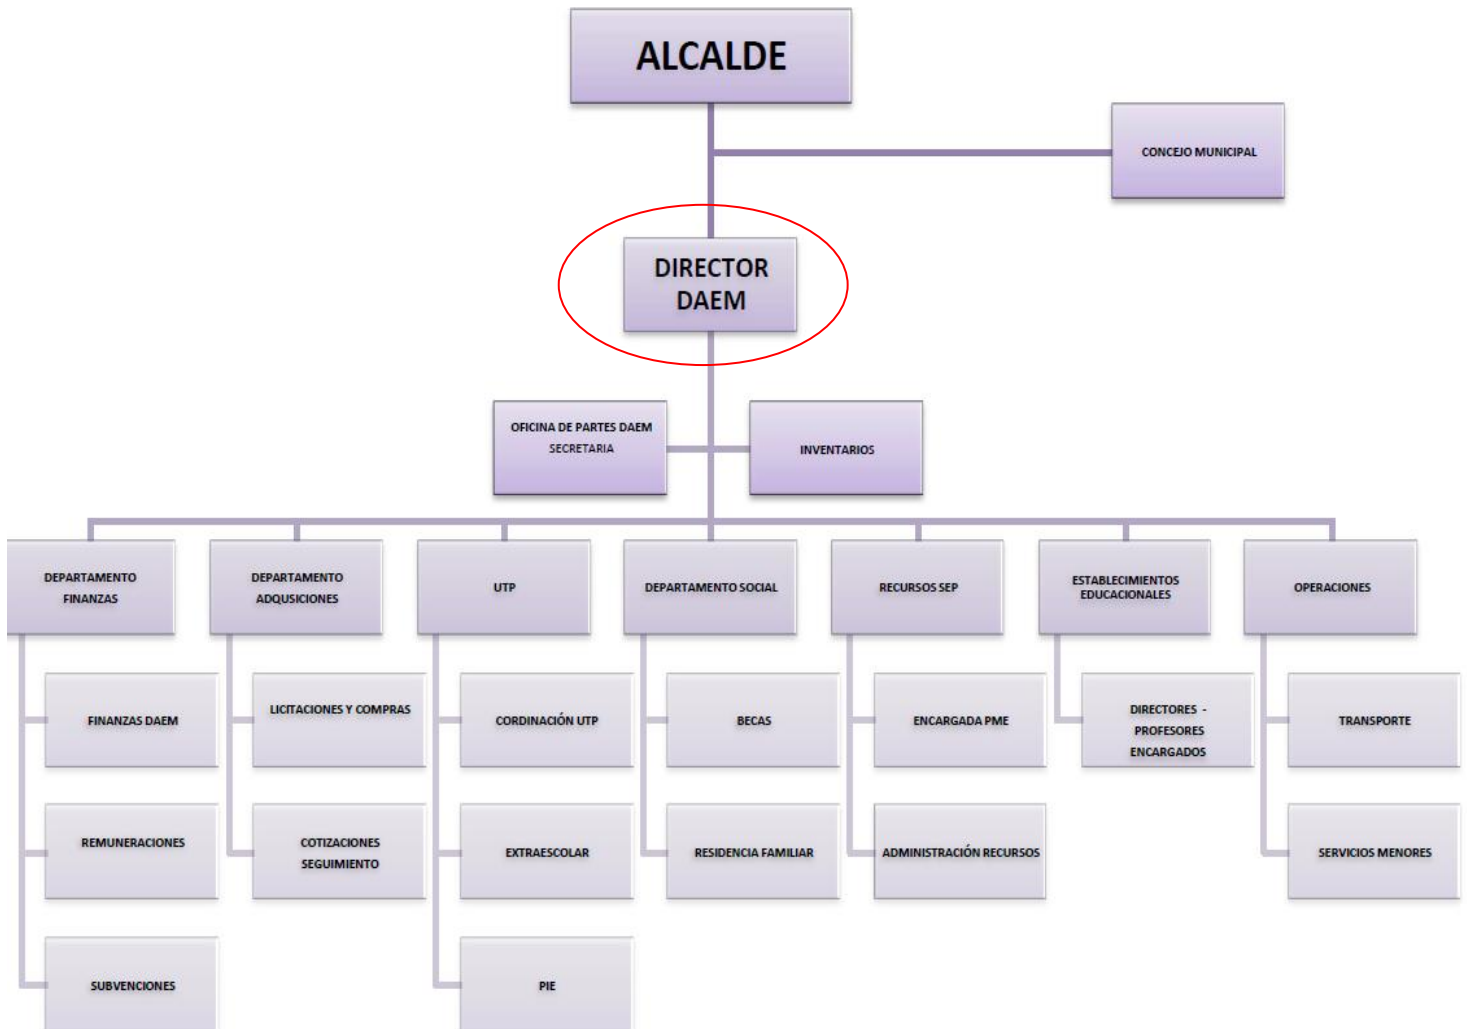 ALCALDE
CONCEJO MUNICIPAL
DIRECTOR
DAEM
OFICINA DE PARTES DAEM
SECRETARIA
INVENTARIOS
DEPARTAMENTO
FINANZAS
DEPARTAMENTO
ADQUSICIONES
UTP
DEPARTAMENTO SOCIAL
RECURSOS SEP
ESTABLECIMIENTOS
EDUCACIONALES
OPERACIONES
FINANZAS DAEM
LICITACIONES Y COMPRAS
CORDINACIÓN UTP
BECAS
ENCARGADA PME
DIRECTORES -
PROFESORES
ENCARGADOS
TRANSPORTE
REMUNERACIONES
COTIZACIONES
SEGUIMIENTO
EXTRAESCOLAR
RESIDENCIA FAMILIAR
ADMINISTRACIÓN RECURSOS
SERVICIOS MENORES
SUBVENCIONES
PIE